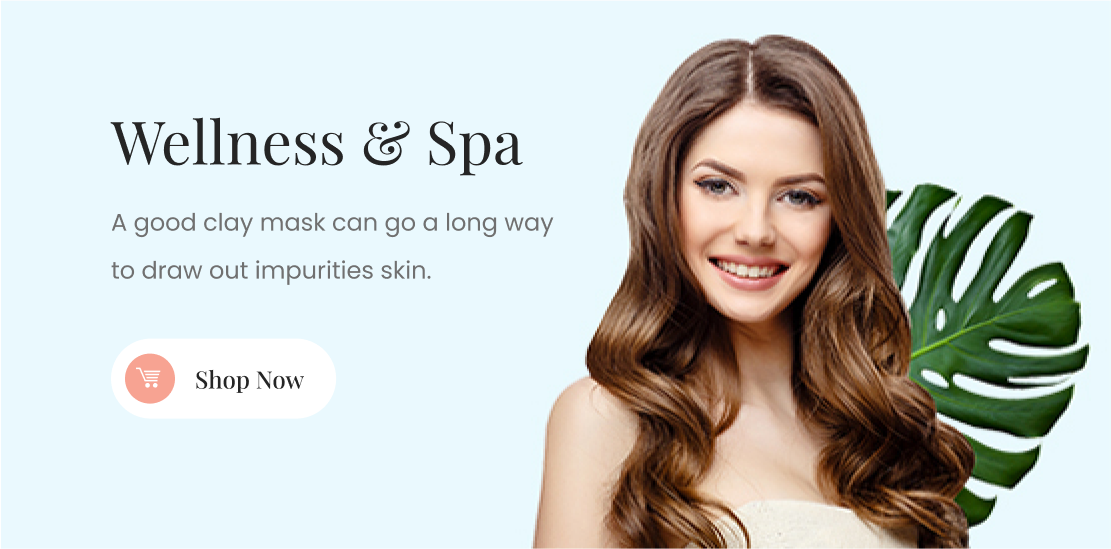 Wellness & Spa
A good clay mask can go a long way
to draw out impurities skin.
Shop Now